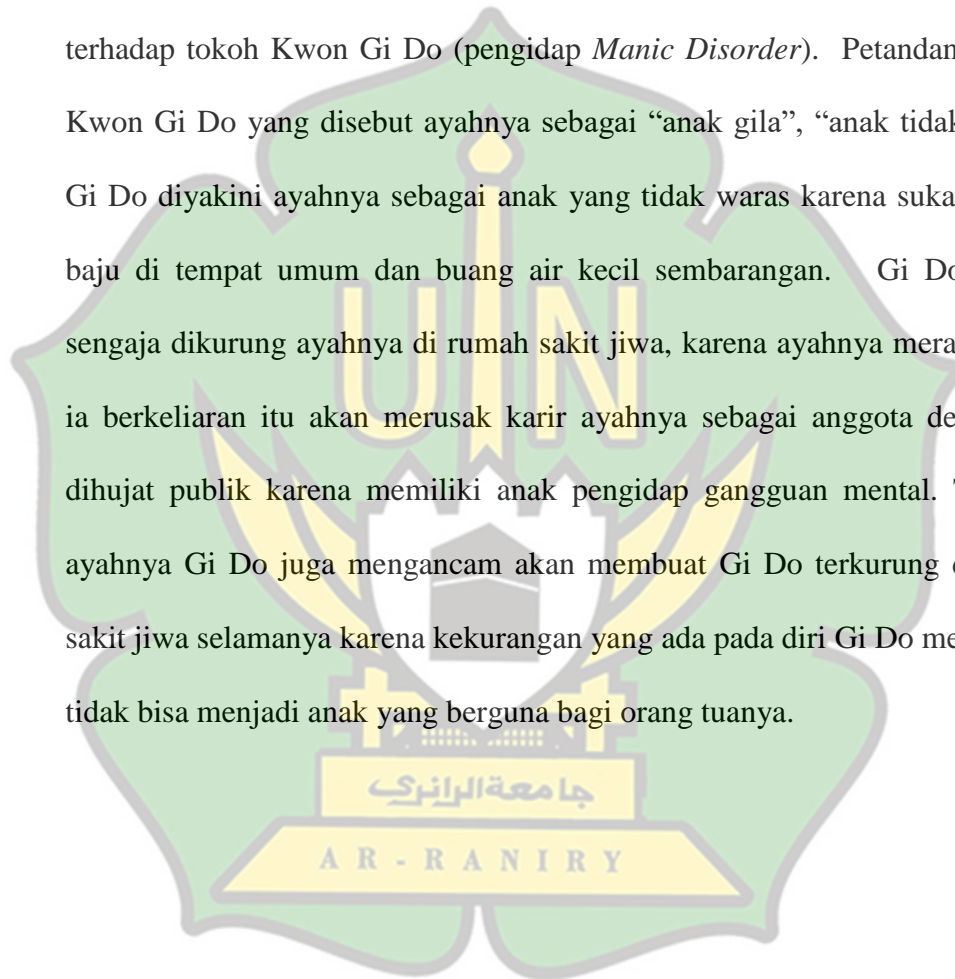 terhadap tokoh Kwon Gi Do (pengidap Manic Disorder). Petandan
Kwon Gi Do yang disebut ayahnya sebagai “anak gila”, “anak tidak
Gi Do diyakini ayahnya sebagai anak yang tidak waras karena suka
baju di tempat umum dan buang air kecil sembarangan. Gi Do
sengaja dikurung ayahnya di rumah sakit jiwa, karena ayahnya mera
ia berkeliaran itu akan merusak karir ayahnya sebagai anggota de
dihujat publik karena memiliki anak pengidap gangguan mental.
ayahnya Gi Do juga mengancam akan membuat Gi Do terkurung
sakit jiwa selamanya karena kekurangan yang ada pada diri Gi Do me
tidak bisa menjadi anak yang berguna bagi orang tuanya.
UIN
جامعة الرانري
AR-RANIRY